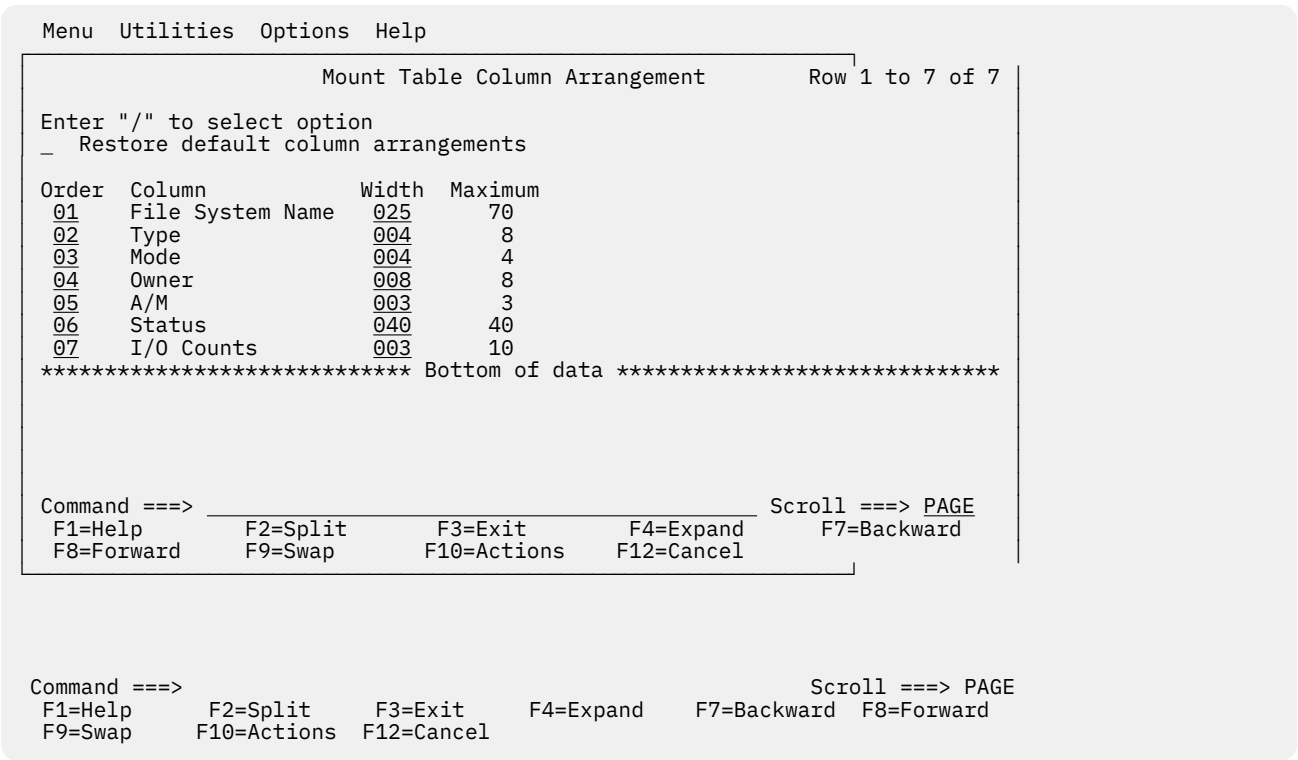 Menu  Utilities  Options  Help
Mount Table Column Arrangement        Row 1 to 7 of 7
Enter "/" to select option
_  Restore default column arrangements
Order  Column            Width  Maximum
01    File System Name   025      70
02    Type               004       8
03    Mode               004       4
04    Owner              008       8
05    A/M                003       3
06    Status             040      40
07    I/O Counts         003      10
***************************** Bottom of data ******************************
Command ===> ___________________________________________ Scroll ===> PAGE
F1=Help        F2=Split       F3=Exit        F4=Expand      F7=Backward
F8=Forward     F9=Swap       F10=Actions    F12=Cancel
Command ===>                                                 Scroll ===> PAGE
F1=Help      F2=Split     F3=Exit     F4=Expand    F7=Backward  F8=Forward
F9=Swap     F10=Actions  F12=Cancel